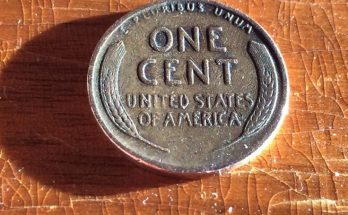 E PLURIBUS UNUM
ONE
CENT
UNITED STATES
OF AMERICA